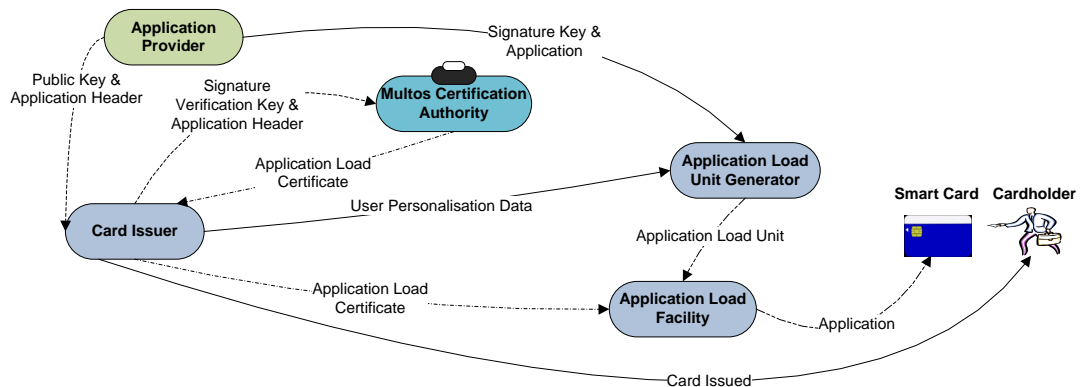 Application
Provider
Signature Key &
Application
Public Key &
Application Header
Signature
Verification Key &
Application Header
Multos Certification
Authority
Application Load
Certificate
Application Load
Unit Generator
User Personalisation Data
Smart Card
Cardholder
Card Issuer
Application Load Unit
Application Load
Certificate
Application Load
Facility
Application
Card Issued